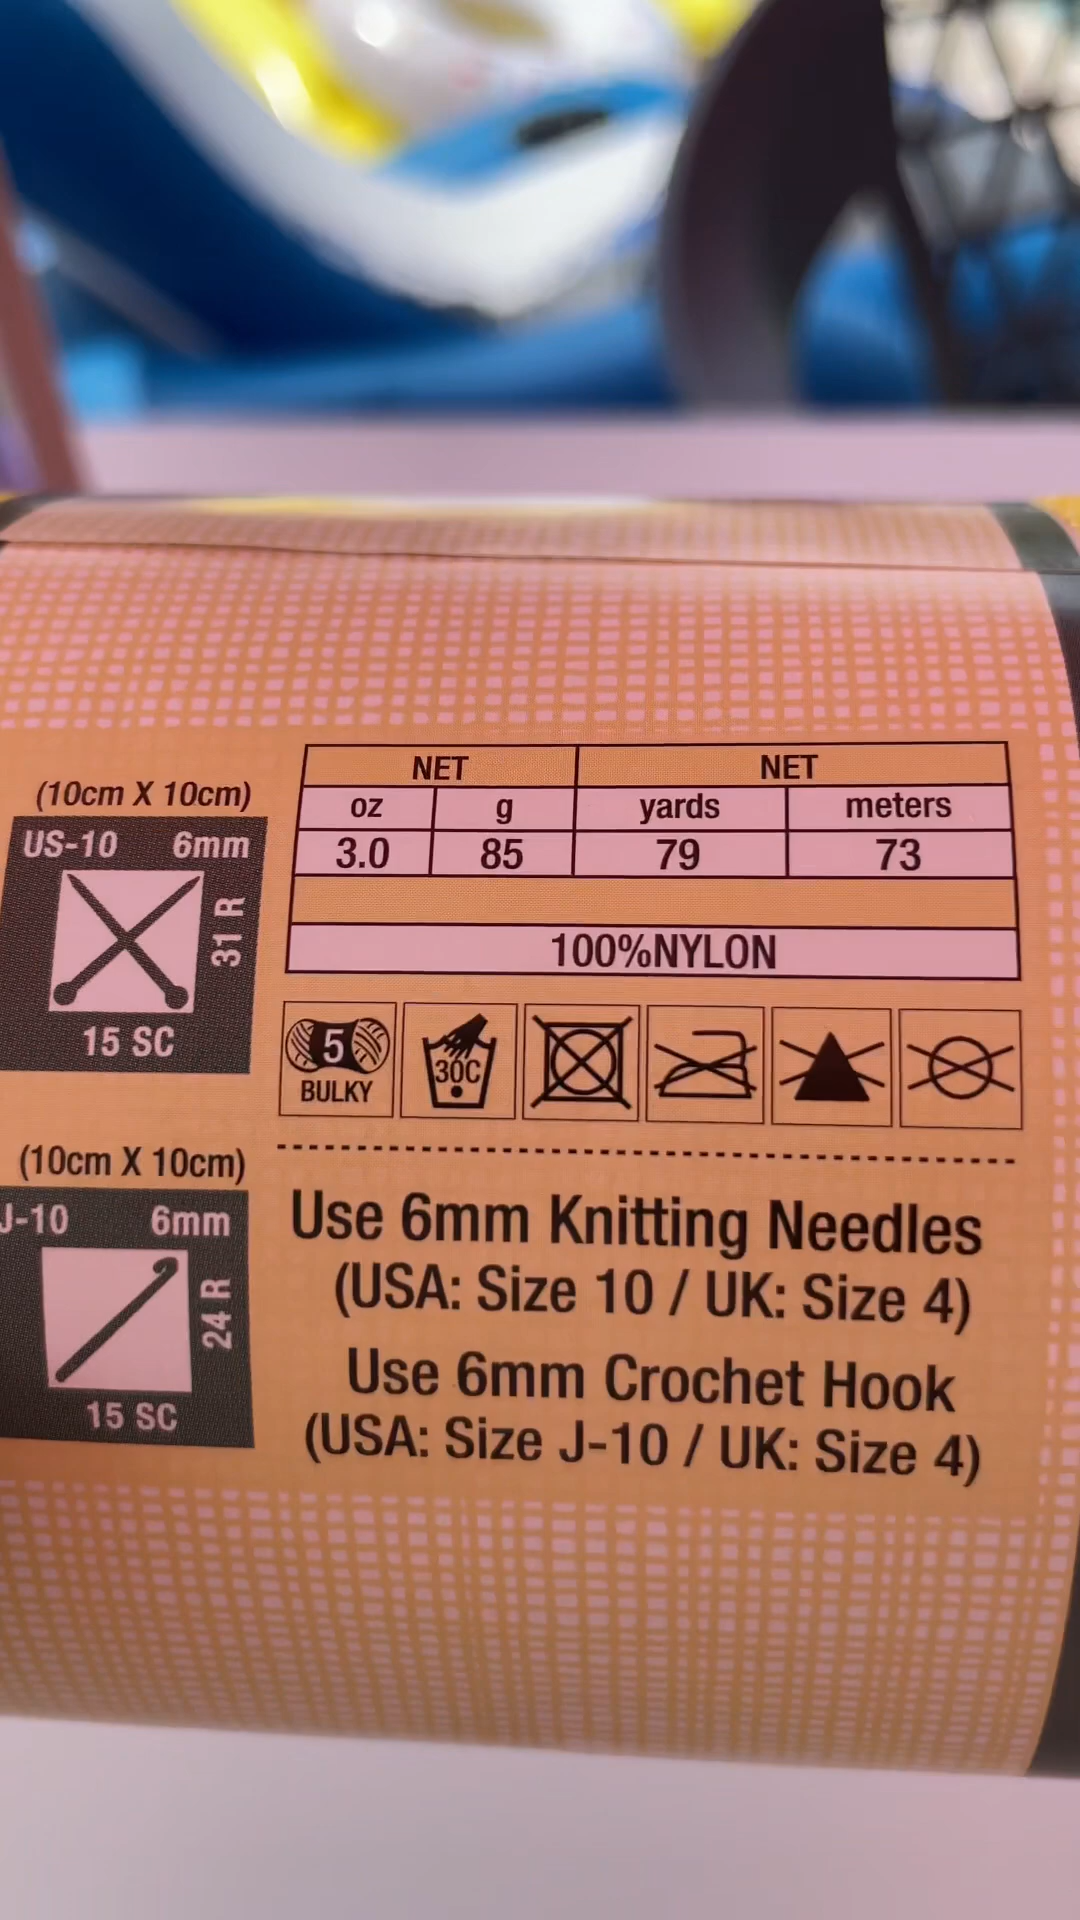 (10cm X 10cm)
US-10 6mm
31 R
15 SC
(10cm X 10cm)
J-10 6mm
24 R
15 SC
NET NET
oz g yards meters
3.0 85 79 73
100%NYLON
5
BULKY
30C
Use 6mm Knitting Needles
(USA: Size 10 / UK: Size 4)
Use 6mm Crochet Hook
(USA: Size J-10 / UK: Size 4)